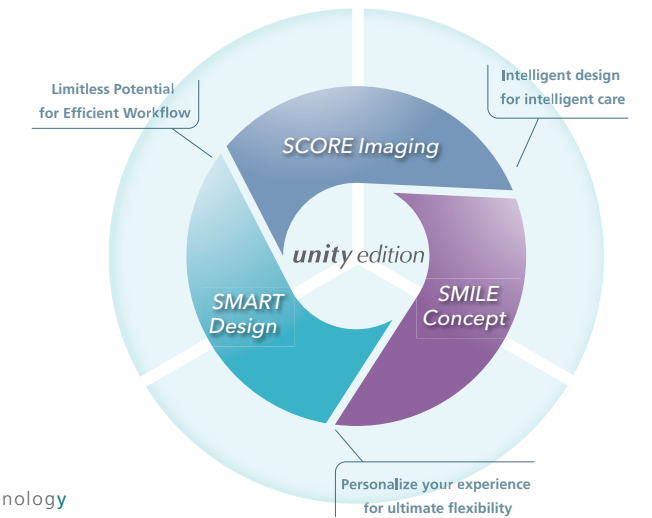 Limitless Potential
for Efficient Workflow
Intelligent design
for intelligent care
SCORE Imaging
unity edition
SMART
Design
SMILE
Concept
Personalize your experience
for ultimate flexibility
nology